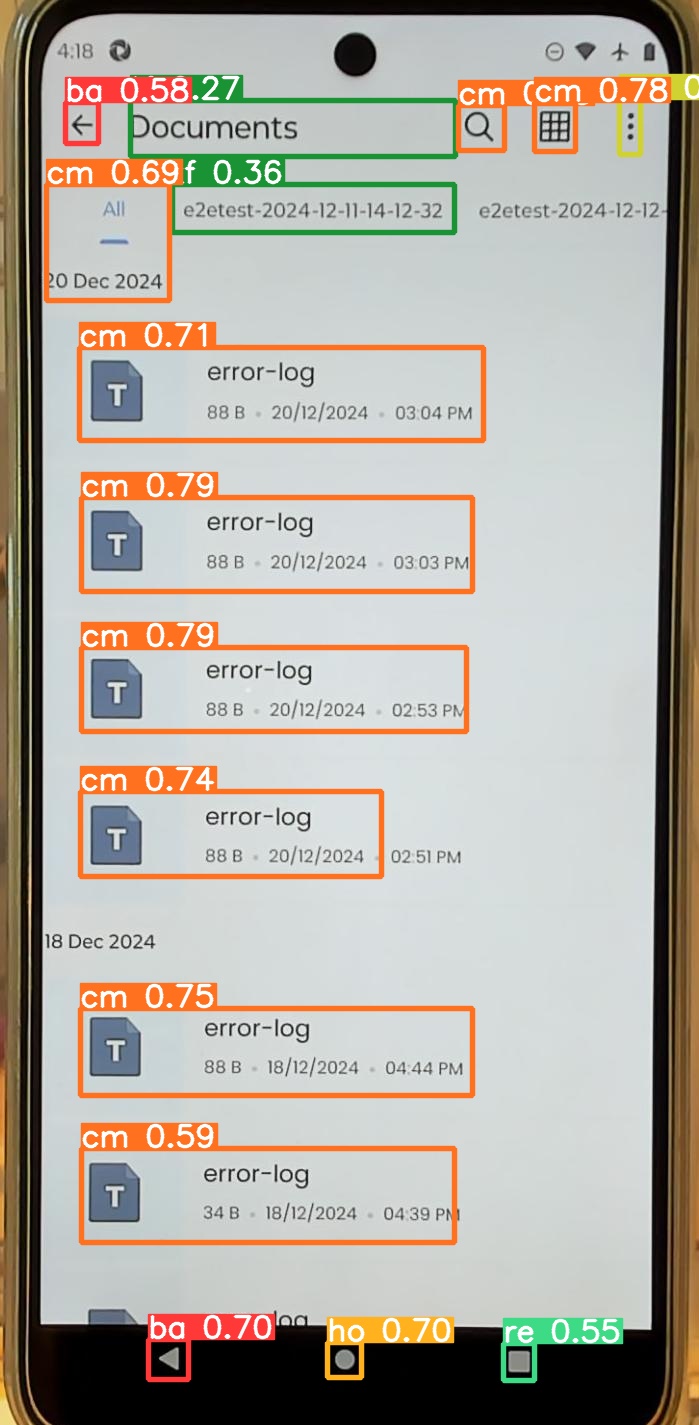 4:18
ba 0.58 .27 cm cm 0.78
Documents
cm 0.69 f 0.36
All e2etest-2024-12-11-14-12-32 e2etest-2024-12-12-
20 Dec 2024
cm 0.71
T error-log
88 B • 20/12/2024 • 03:04 PM
cm 0.79
T error-log
88 B • 20/12/2024 • 03:03 PM
cm 0.79
T error-log
88 B • 20/12/2024 • 02:53 PM
cm 0.74
T error-log
88 B • 20/12/2024 • 02:51 PM
18 Dec 2024
cm 0.75
T error-log
88 B • 18/12/2024 • 04:44 PM
cm 0.59
T error-log
34 B • 18/12/2024 • 04:39 PM
ba 0.70 ho 0.70 re 0.55